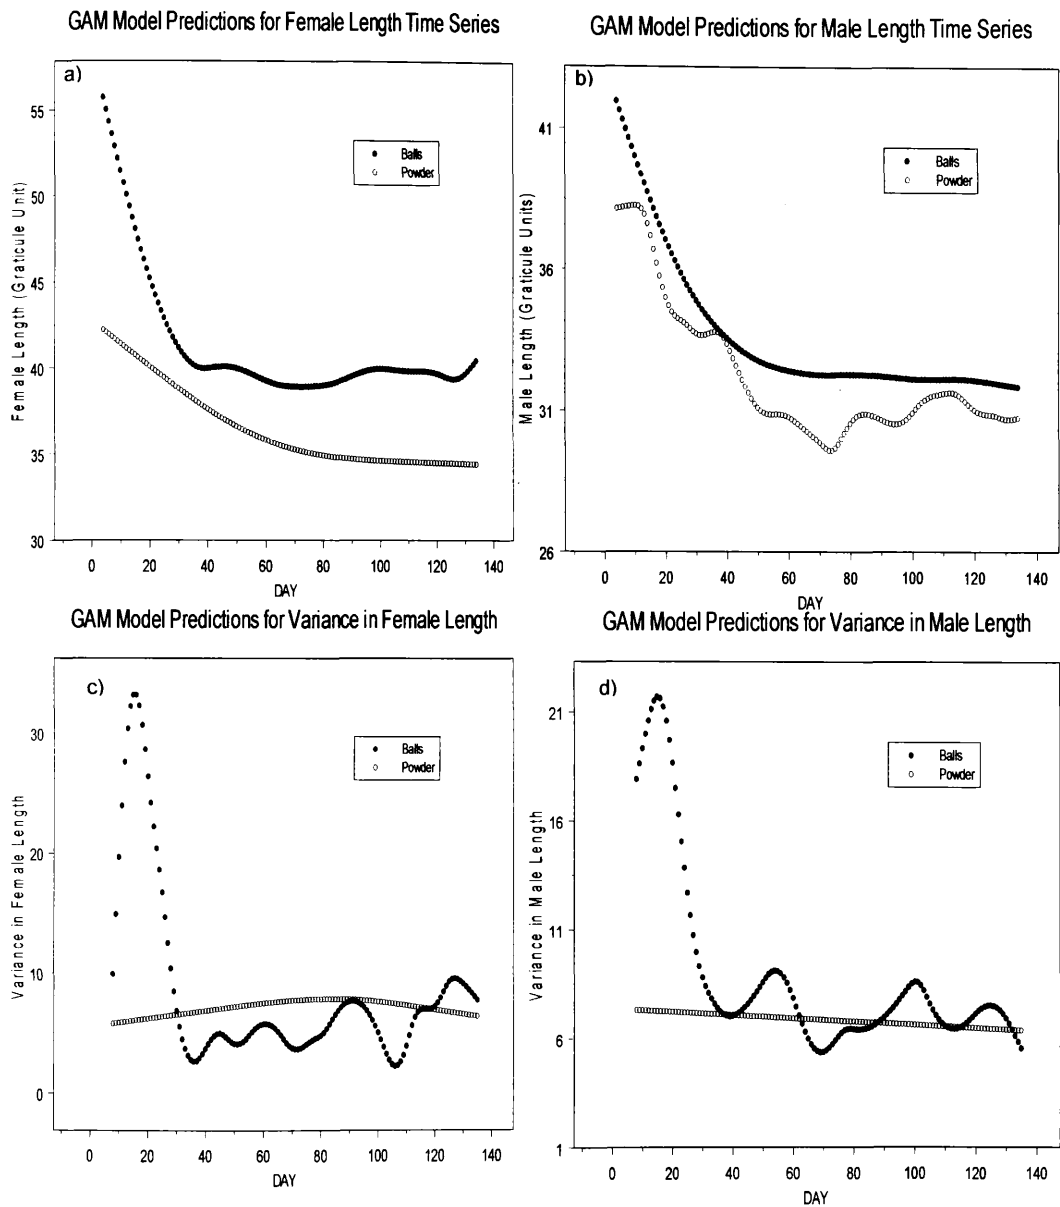 GAM Model Predictions for Female Length Time Series
a)
Female Length (Graticule Unit)
55
50
45
40
35
30
Balls
Powder
0 20 40 60 80 100 120 140
DAY
GAM Model Predictions for Male Length Time Series
b)
Male Length (Graticule Units)
41
36
31
26
Balls
Powder
0 20 40 60 80 100 120 140
DAY
GAM Model Predictions for Variance in Female Length
c)
Variance in Female Length
30
20
10
0
Balls
Powder
0 20 40 60 80 100 120 140
DAY
GAM Model Predictions for Variance in Male Length
d)
Variance in Male Length
21
16
11
6
1
Balls
Powder
0 20 40 60 80 100 120 140
DAY